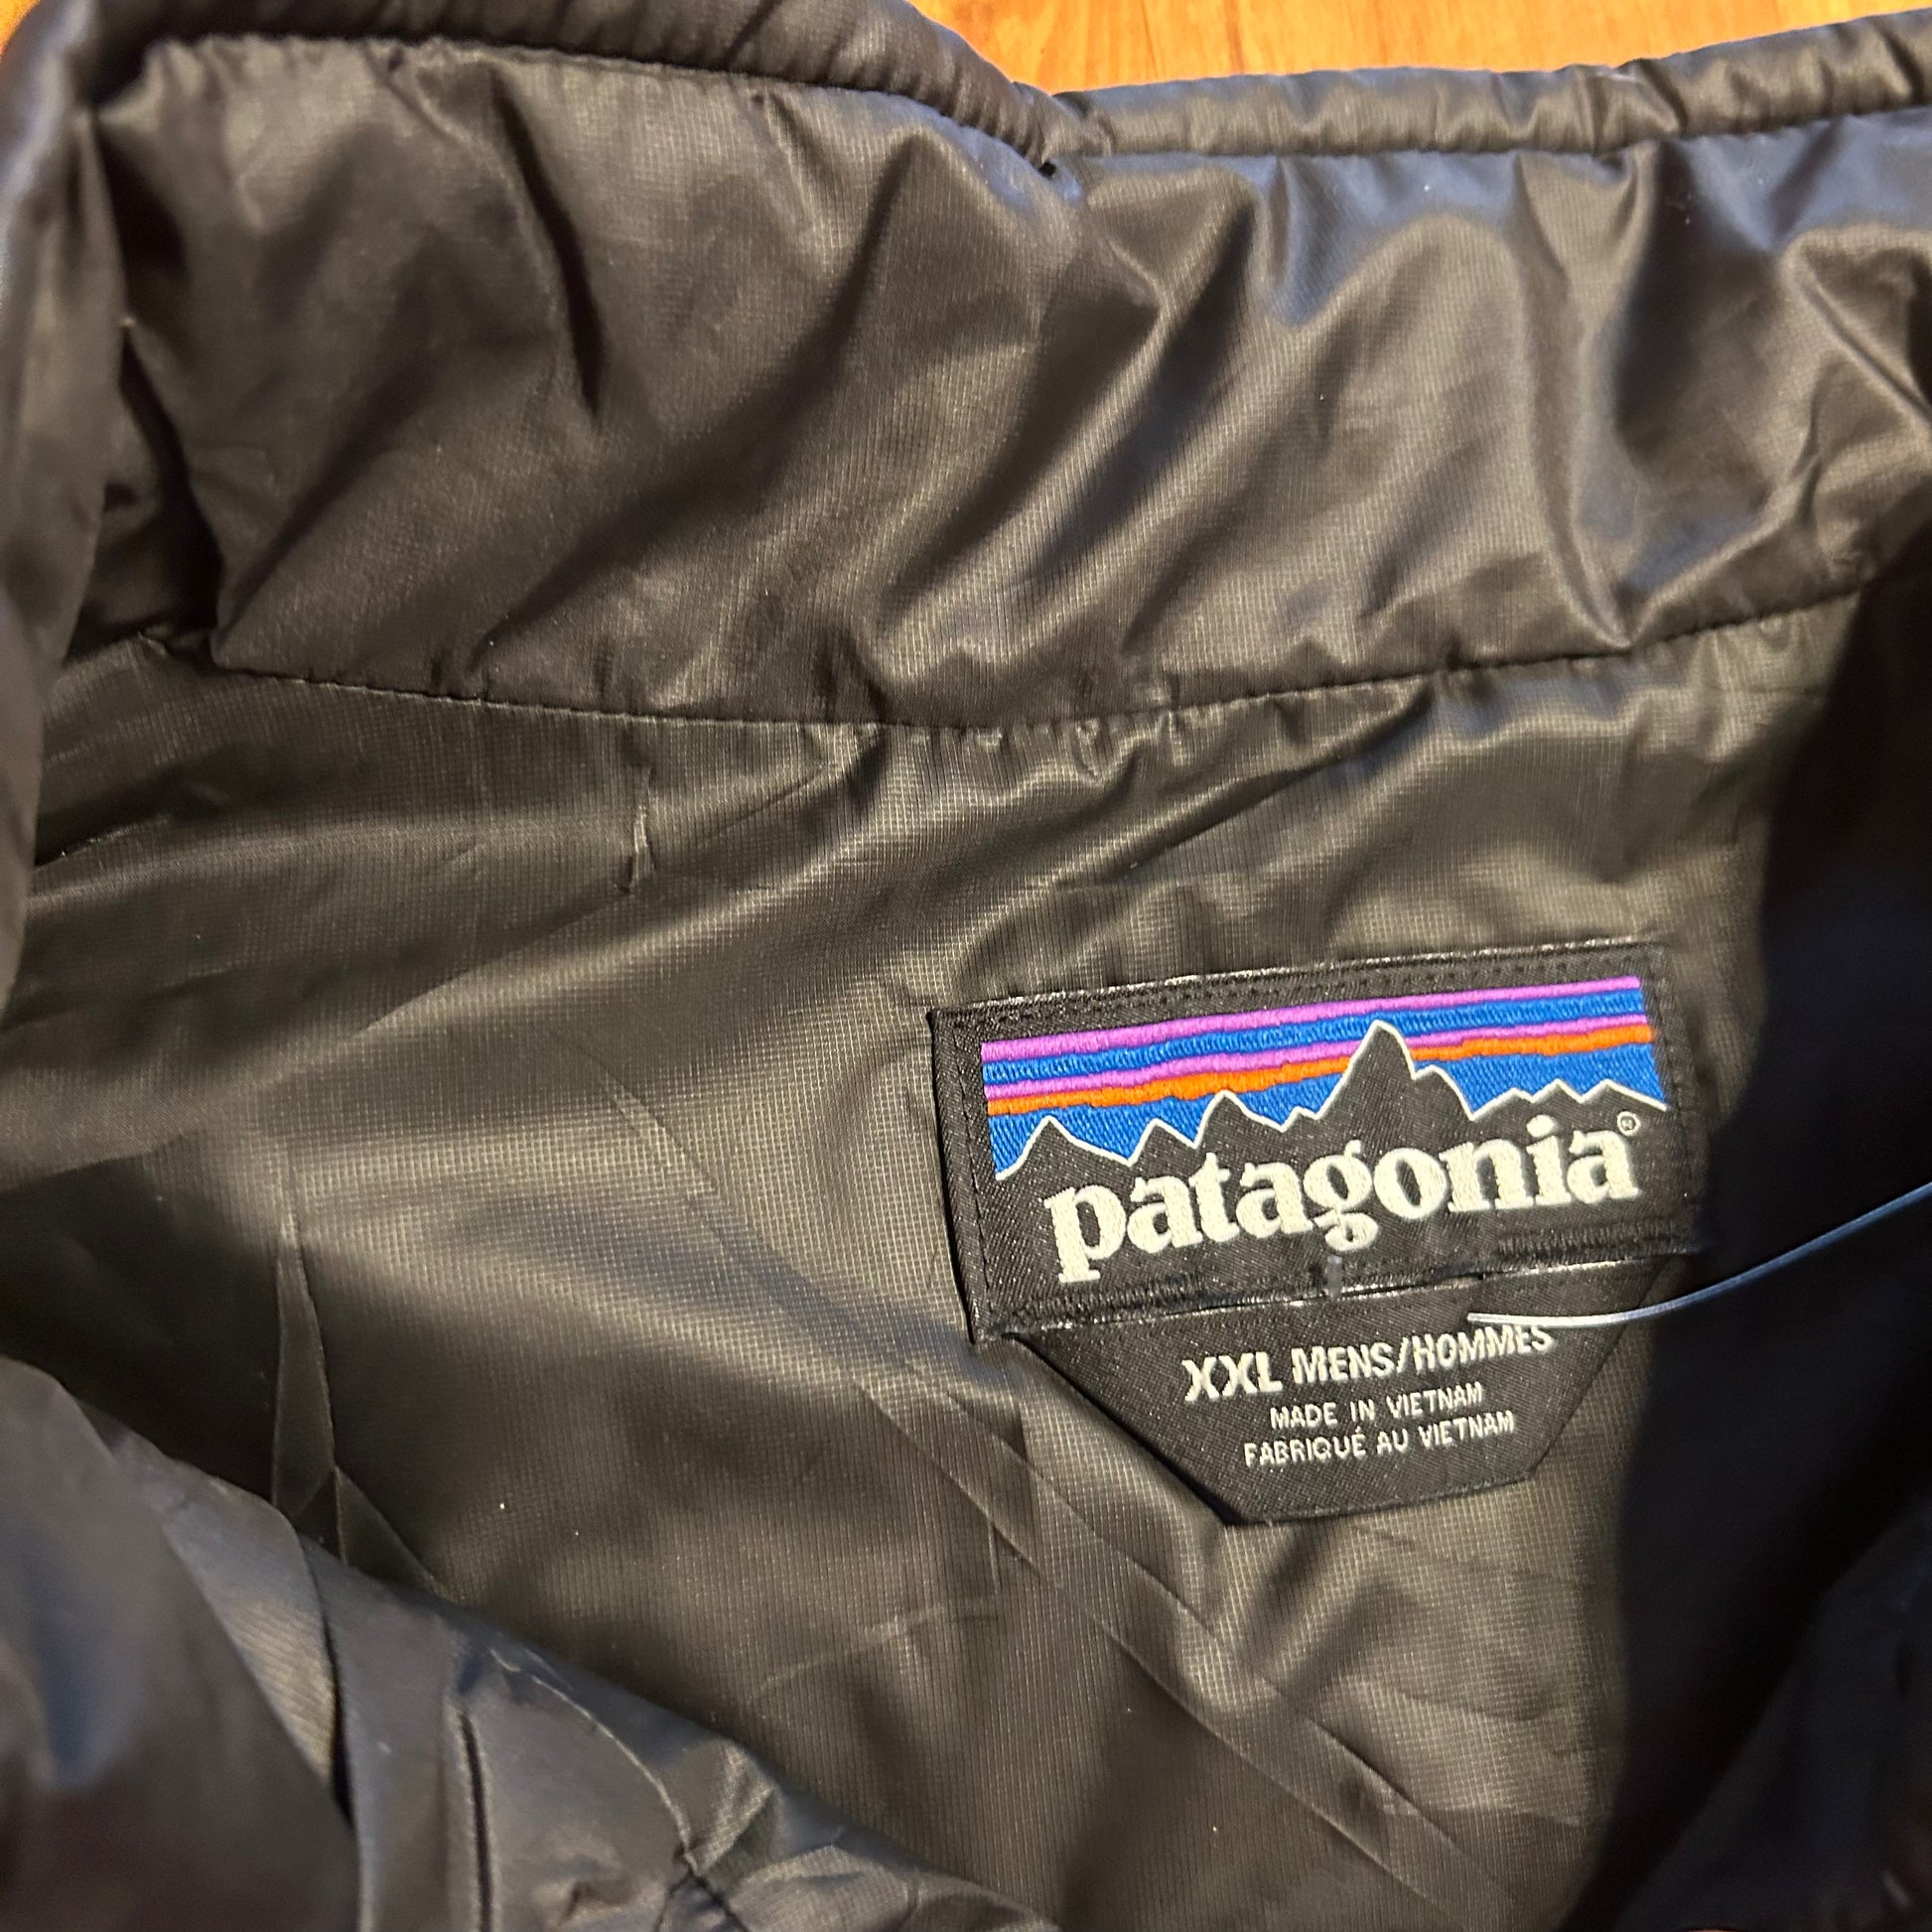 patagonia®
XXL MENS/HOMMES
MADE IN VIETNAM
FABRIQUÉ AU VIETNAM